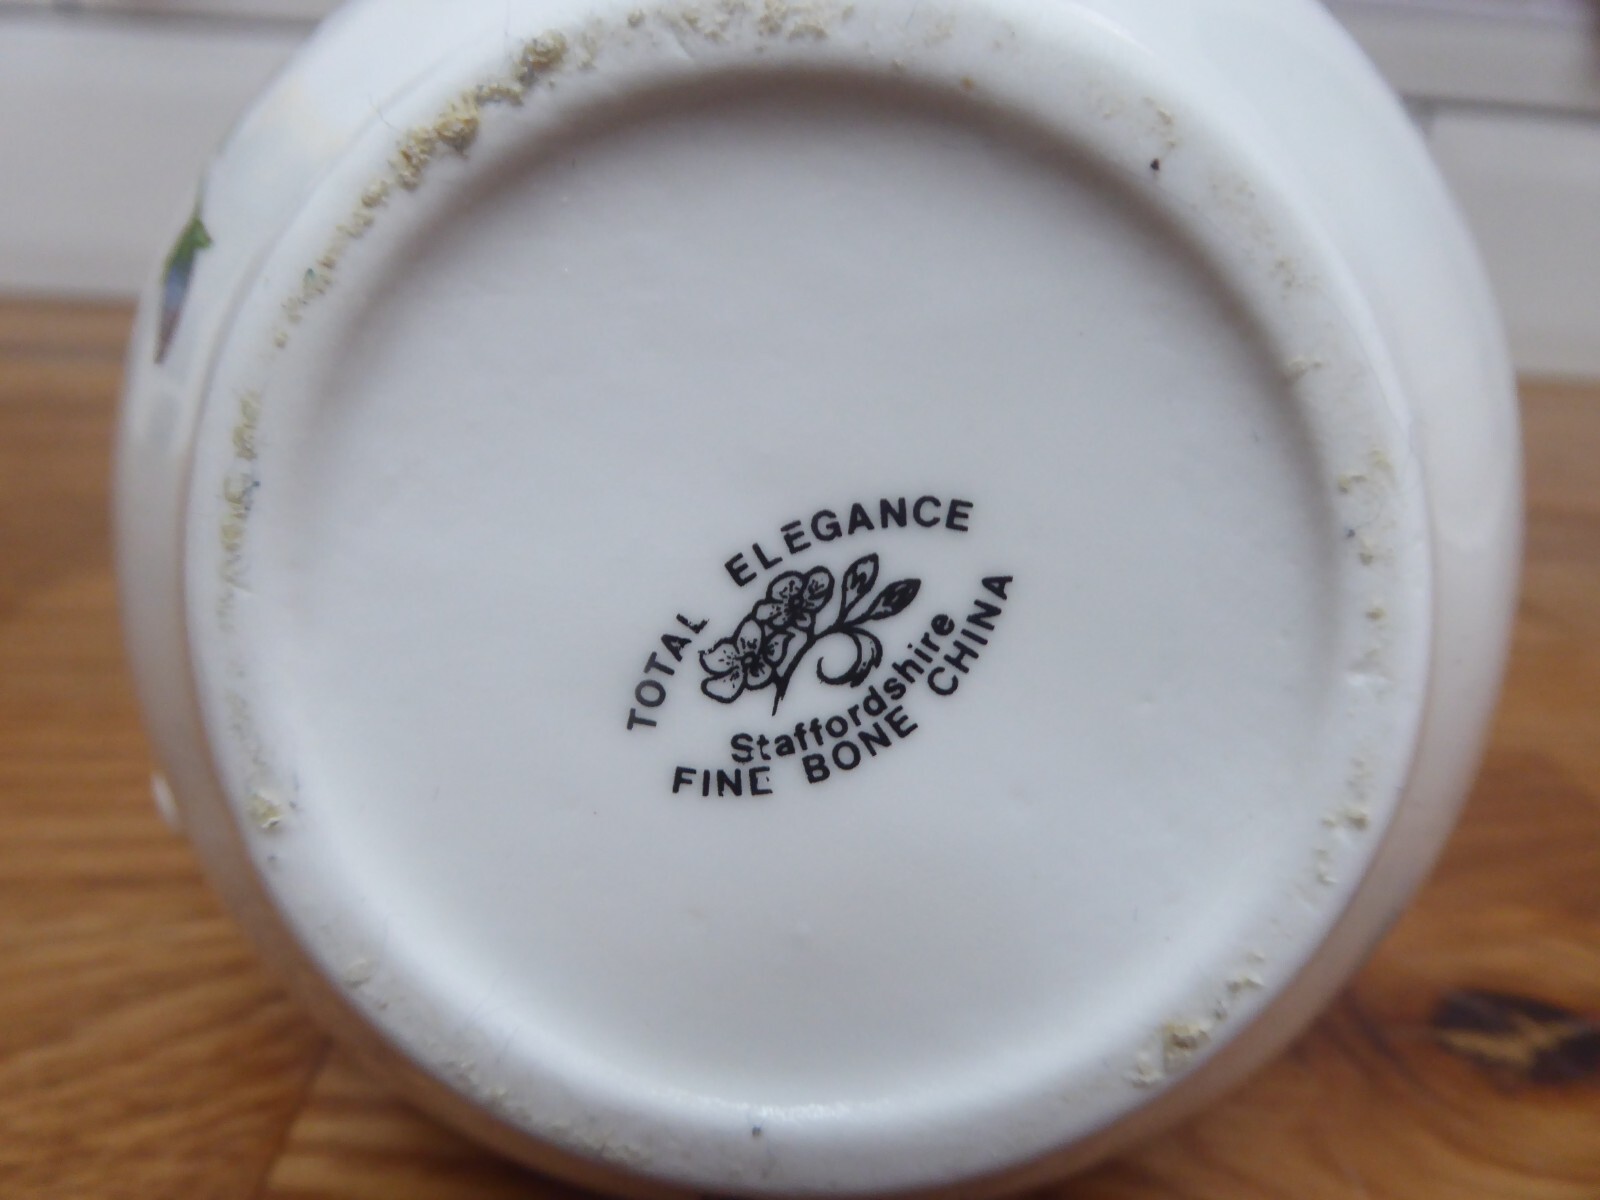 TOTAL ELEGANCE
Staffordshire
FINE BONE CHINA